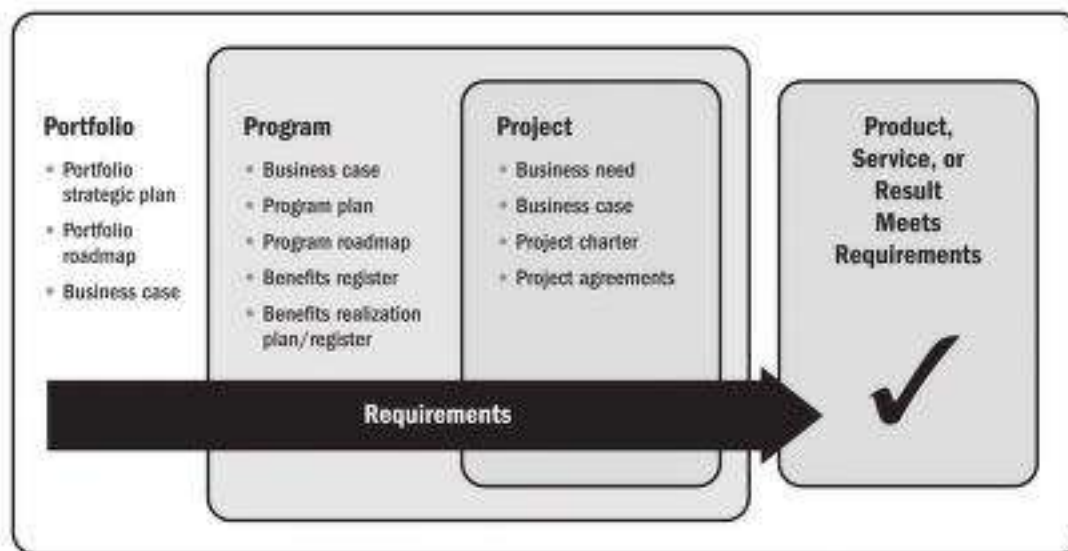 Portfolio
• Portfolio
strategic plan
• Portfolio
roadmap
• Business case
Program
• Business case
• Program plan
• Program roadmap
• Benefits register
• Benefits realization
plan/register
Project
• Business need
• Business case
• Project charter
• Project agreements
Product,
Service, or
Result
Meets
Requirements
Requirements